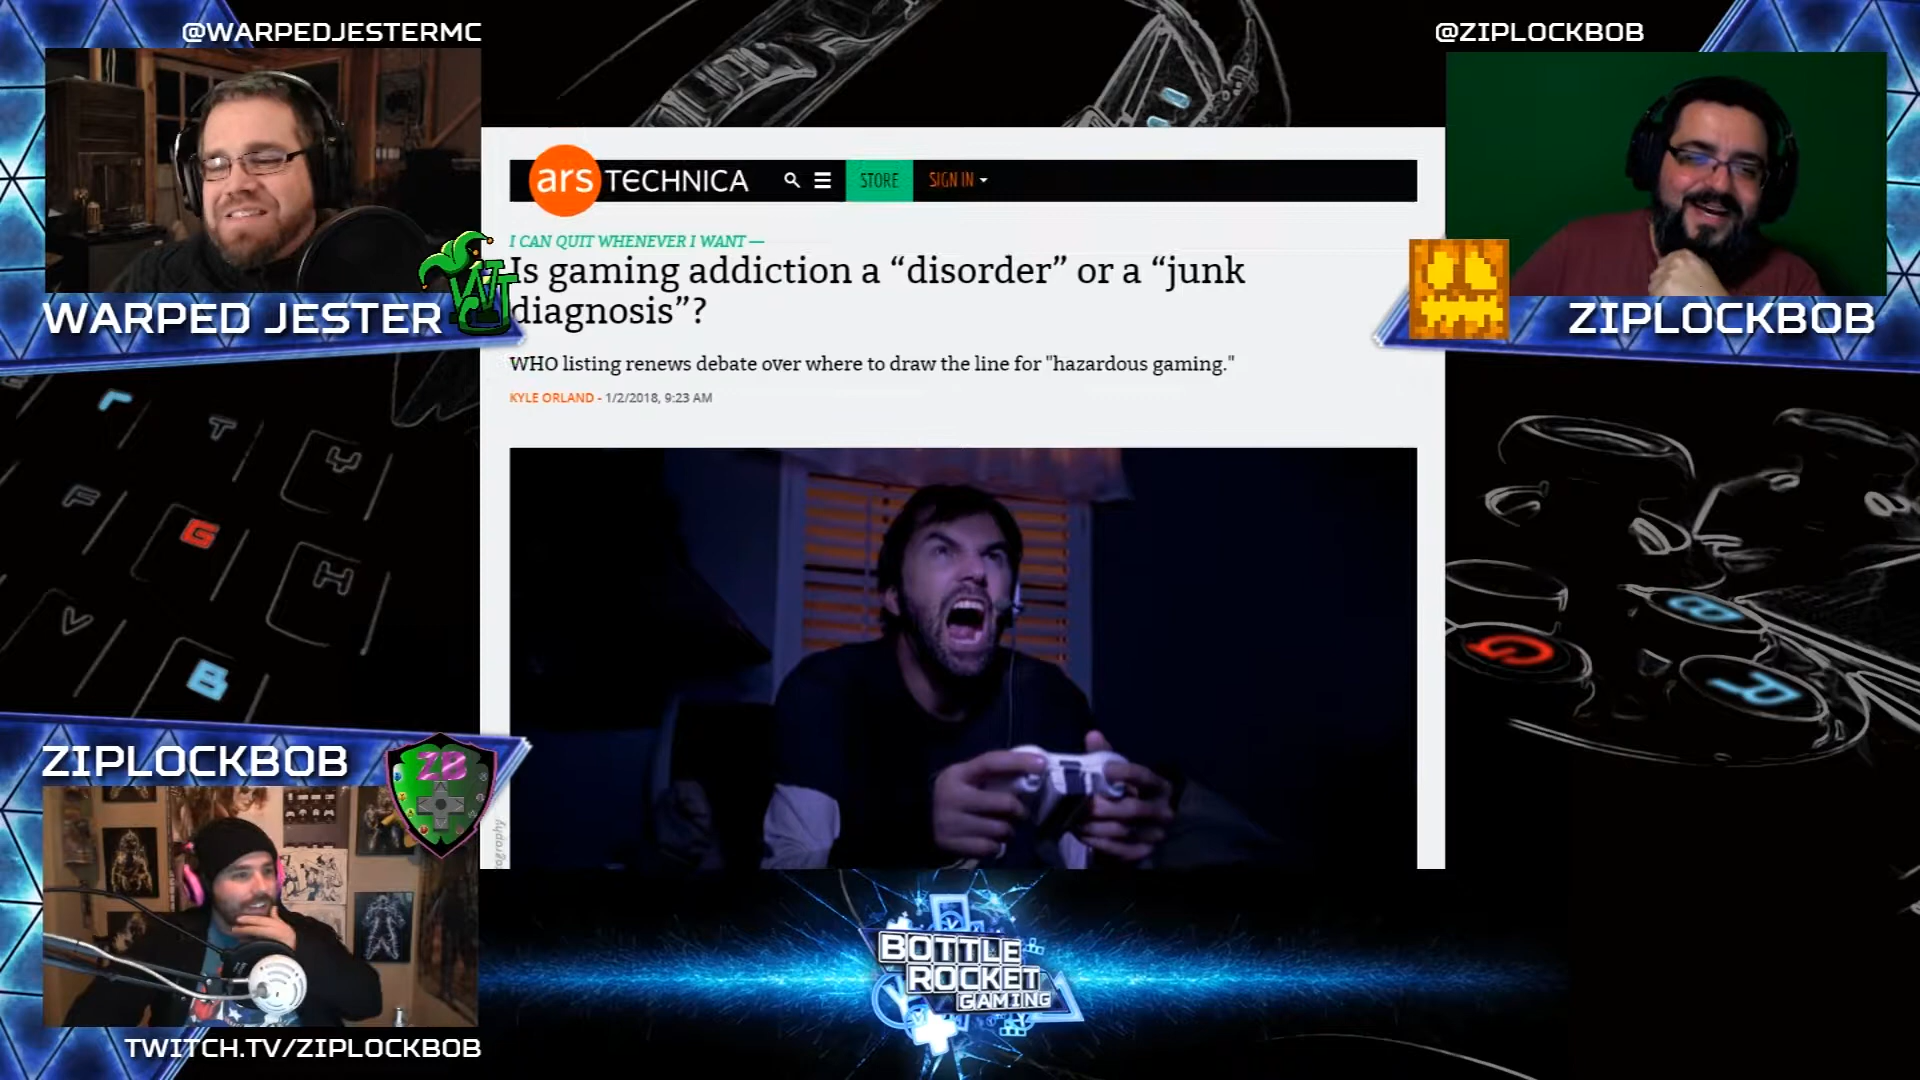 @WARPEDJESTERMC
@ZIPLOCKBOB
ars TECHNICA
STORE
SIGN IN
I CAN QUIT WHENEVER I WANT —
Is gaming addiction a “disorder” or a “junk
diagnosis”?
WHO listing renews debate over where to draw the line for "hazardous gaming."
KYLE ORLAND - 1/2/2018, 9:23 AM
WARPED JESTER
WJ
ZIPLOCKBOB
T
Y
F
G
H
V
B
G
B
R
ZIPLOCKBOB
ZB
TWITCH.TV/ZIPLOCKBOB
BOTTLE
ROCKET
GAMING